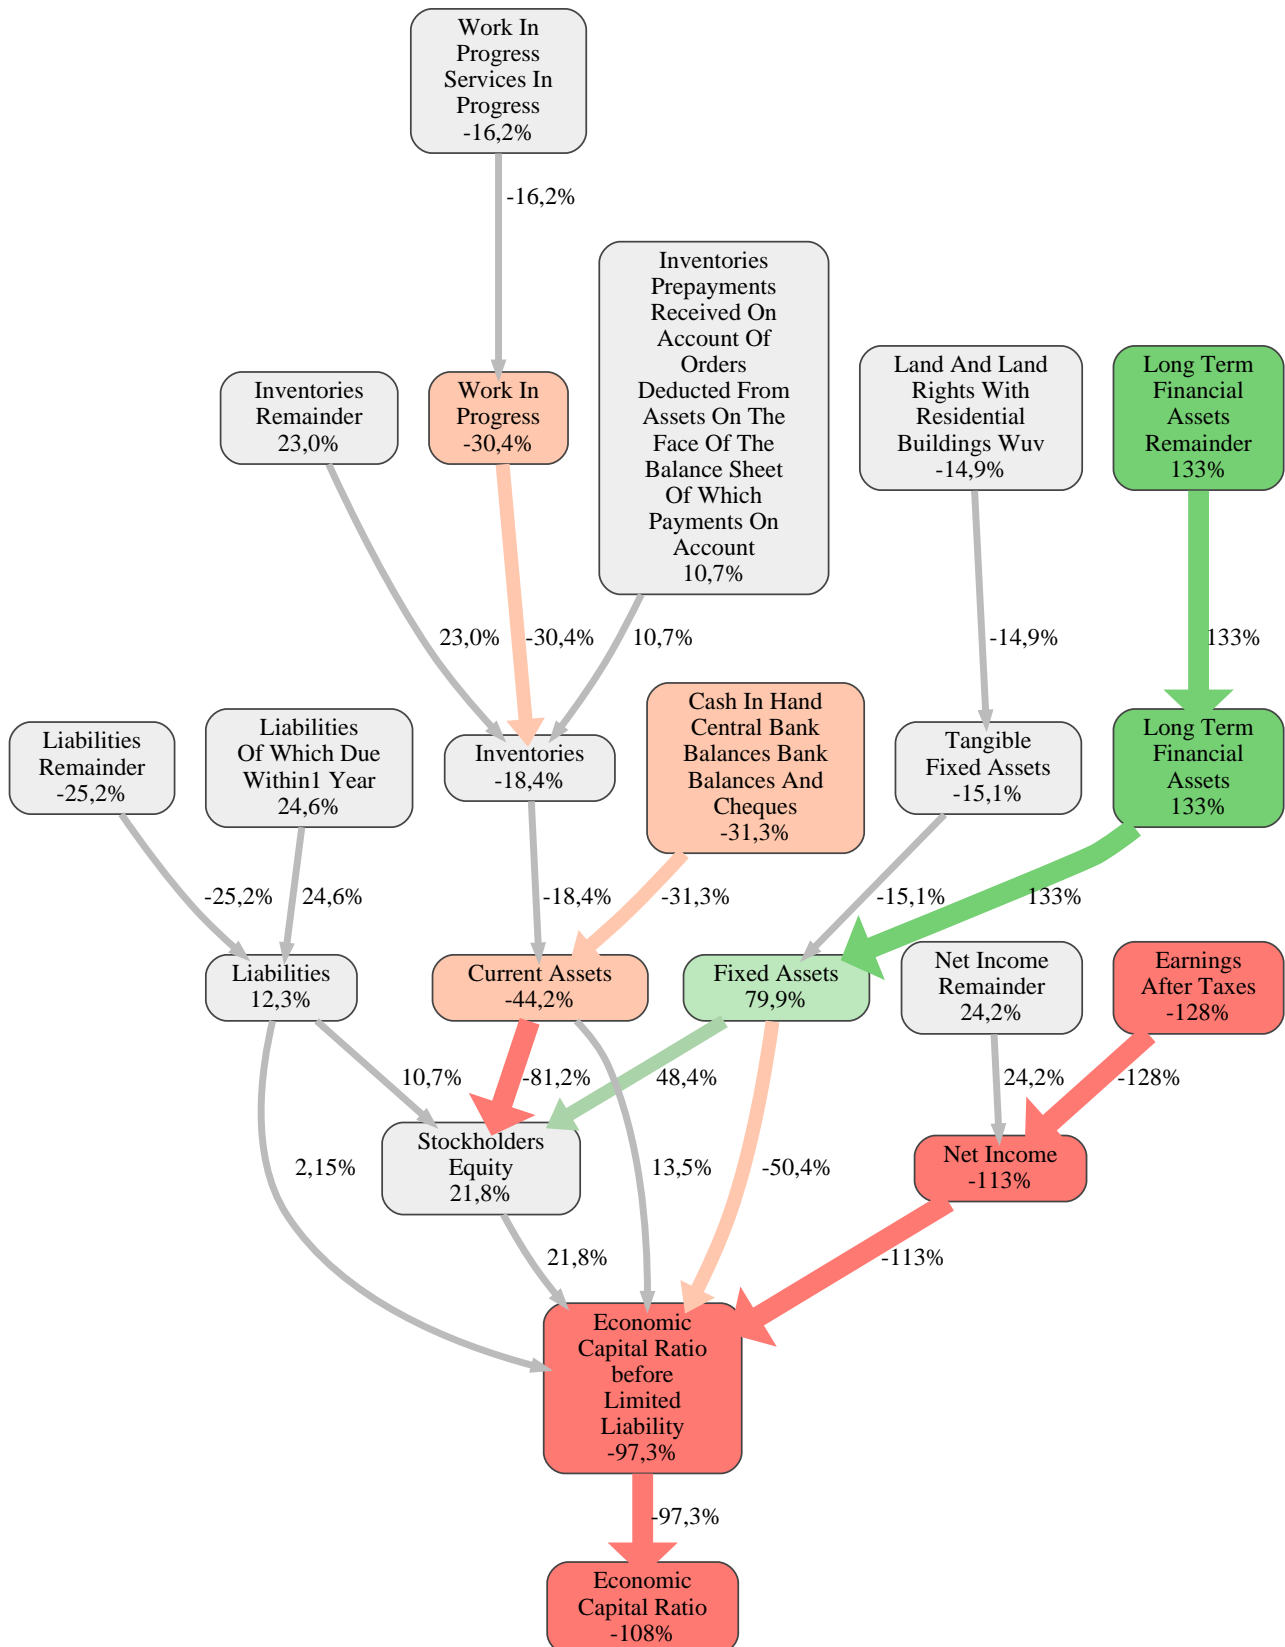 Work In
Progress
Services In
Progress
-16,2%
-16,2%
Inventories
Prepayments
Received On
Account Of
Orders
Deducted From
Assets On The
Face Of The
Balance Sheet
Of Which
Payments On
Account
10,7%
Inventories
Remainder
23,0%
Work In
Progress
-30,4%
Land And Land
Rights With
Residential
Buildings Wuv
-14,9%
Long Term
Financial
Assets
Remainder
133%
23,0%
-30,4%
10,7%
-14,9%
133%
Liabilities
Remainder
-25,2%
Liabilities
Of Which Due
Within1 Year
24,6%
Inventories
-18,4%
Cash In Hand
Central Bank
Balances Bank
Balances And
Cheques
-31,3%
Tangible
Fixed Assets
-15,1%
Long Term
Financial
Assets
133%
-25,2%
24,6%
-18,4%
-31,3%
-15,1%
133%
Liabilities
12,3%
Current Assets
-44,2%
Fixed Assets
79,9%
Net Income
Remainder
24,2%
Earnings
After Taxes
-128%
10,7%
-81,2%
48,4%
24,2%
-128%
Stockholders
Equity
21,8%
2,15%
13,5%
-50,4%
Net Income
-113%
21,8%
-113%
Economic
Capital Ratio
before
Limited
Liability
-97,3%
-97,3%
Economic
Capital Ratio
-108%